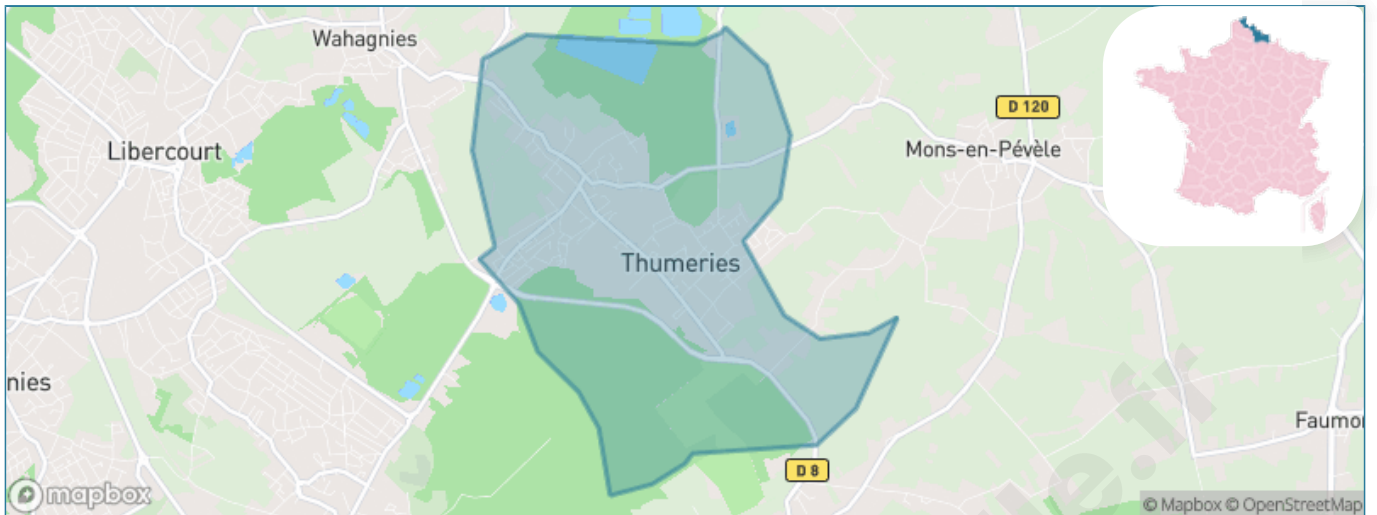 Wahagnies
D 120
Libercourt
Mons-en-Pévèle
Thumeries
nies
Faumo
D 8
mapbox
© Mapbox © OpenStreetMap